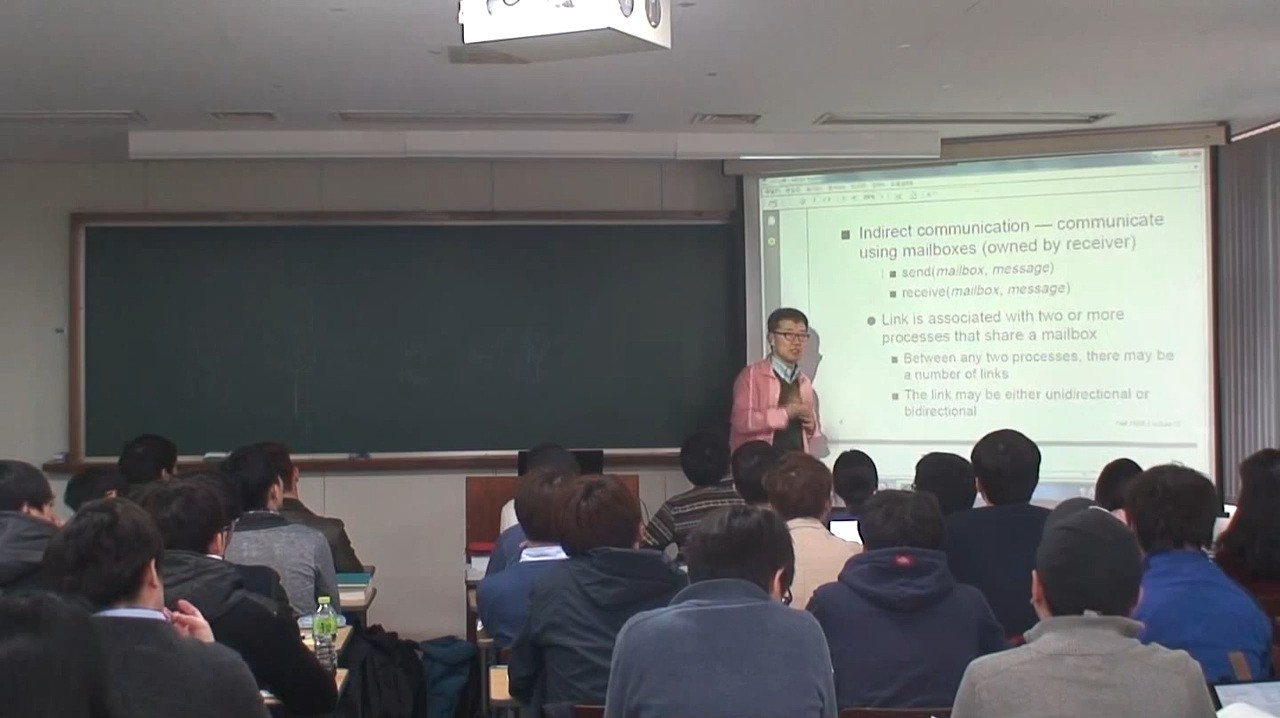 Indirect communication — communicate
using mailboxes (owned by receiver)
send(mailbox, message)
receive(mailbox, message)
Link is associated with two or more
processes that share a mailbox
Between any two processes, there may be
a number of links
The link may be either unidirectional or
bidirectional